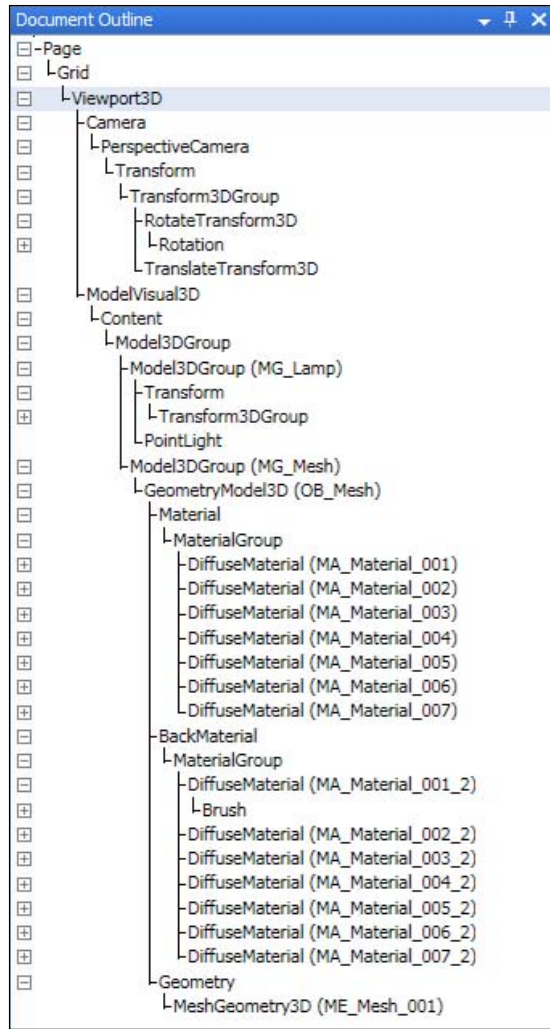 Document Outline
Page
Grid
Viewport3D
Camera
PerspectiveCamera
Transform
Transform3DGroup
RotateTransform3D
Rotation
TranslateTransform3D
ModelVisual3D
Content
Model3DGroup
Model3DGroup (MG_Lamp)
Transform
Transform3DGroup
PointLight
Model3DGroup (MG_Mesh)
GeometryModel3D (OB_Mesh)
Material
MaterialGroup
DiffuseMaterial (MA_Material_001)
DiffuseMaterial (MA_Material_002)
DiffuseMaterial (MA_Material_003)
DiffuseMaterial (MA_Material_004)
DiffuseMaterial (MA_Material_005)
DiffuseMaterial (MA_Material_006)
DiffuseMaterial (MA_Material_007)
BackMaterial
MaterialGroup
DiffuseMaterial (MA_Material_001_2)
Brush
DiffuseMaterial (MA_Material_002_2)
DiffuseMaterial (MA_Material_003_2)
DiffuseMaterial (MA_Material_004_2)
DiffuseMaterial (MA_Material_005_2)
DiffuseMaterial (MA_Material_006_2)
DiffuseMaterial (MA_Material_007_2)
Geometry
MeshGeometry3D (ME_Mesh_001)